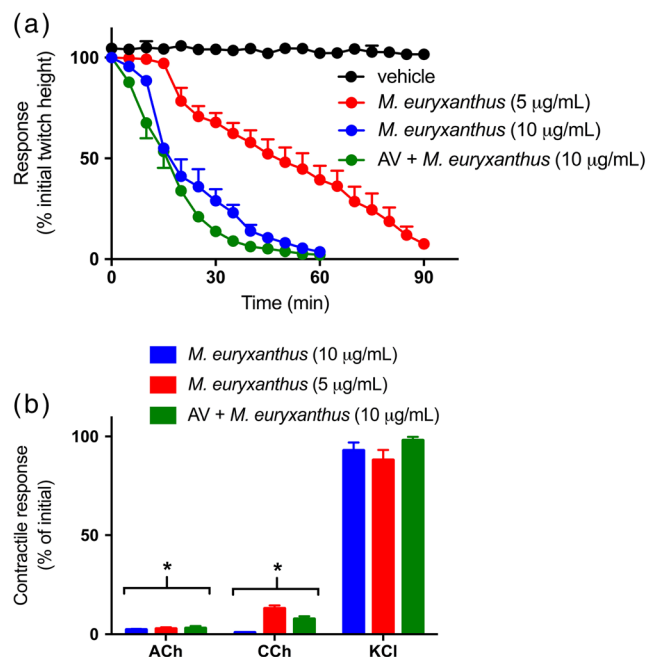 (a)
100
50
0
Response
(% initial twitch height)
vehicle
M. euryxanthus (5 μg/mL)
M. euryxanthus (10 μg/mL)
AV + M. euryxanthus (10 μg/mL)
0 30 60 90
Time (min)
M. euryxanthus (10 μg/mL)
M. euryxanthus (5 μg/mL)
AV + M. euryxanthus (10 μg/mL)
(b)
100
50
0
Contractile response
(% of initial)
* *
ACh CCh KCl